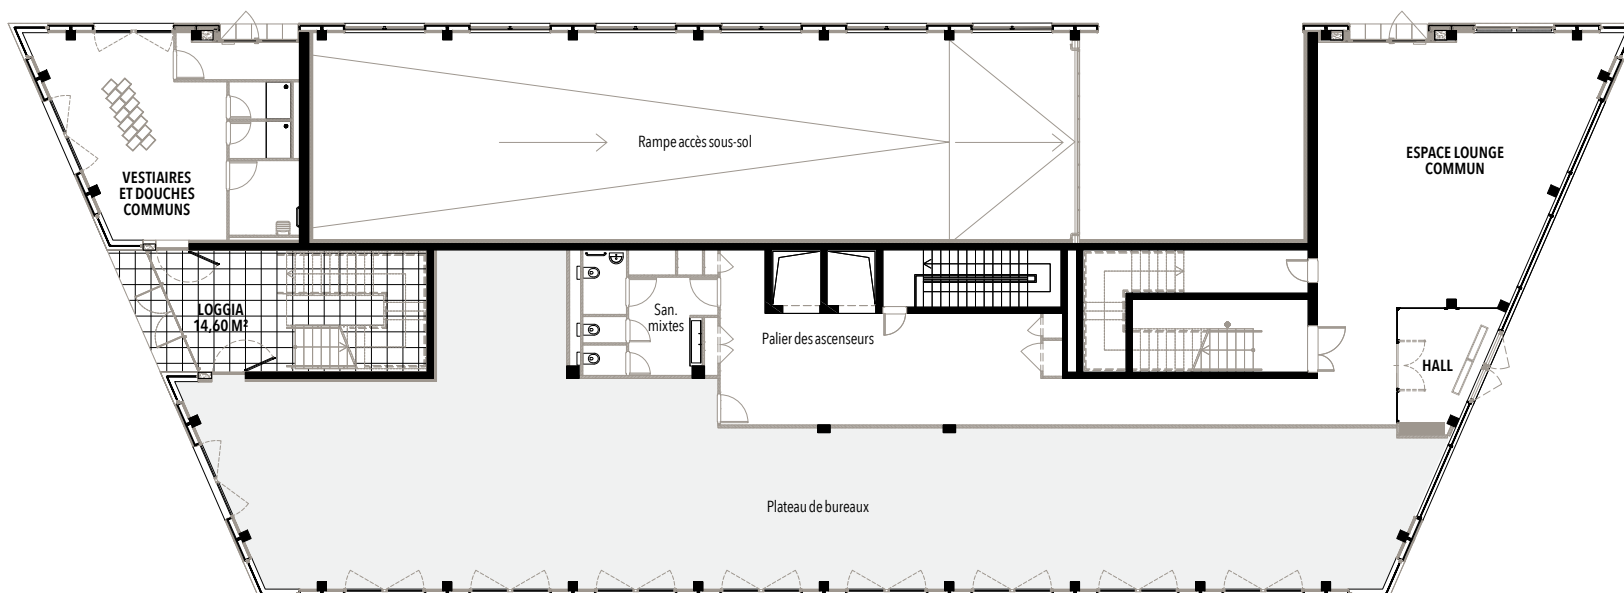 Rampe accès sous-sol
VESTIAIRES
ET DOUCHES
COMMUNS
ESPACE LOUNGE
COMMUN
LOGGIA
14,60 M²
San.
mixtes
Palier des ascenseurs
HALL
Plateau de bureaux